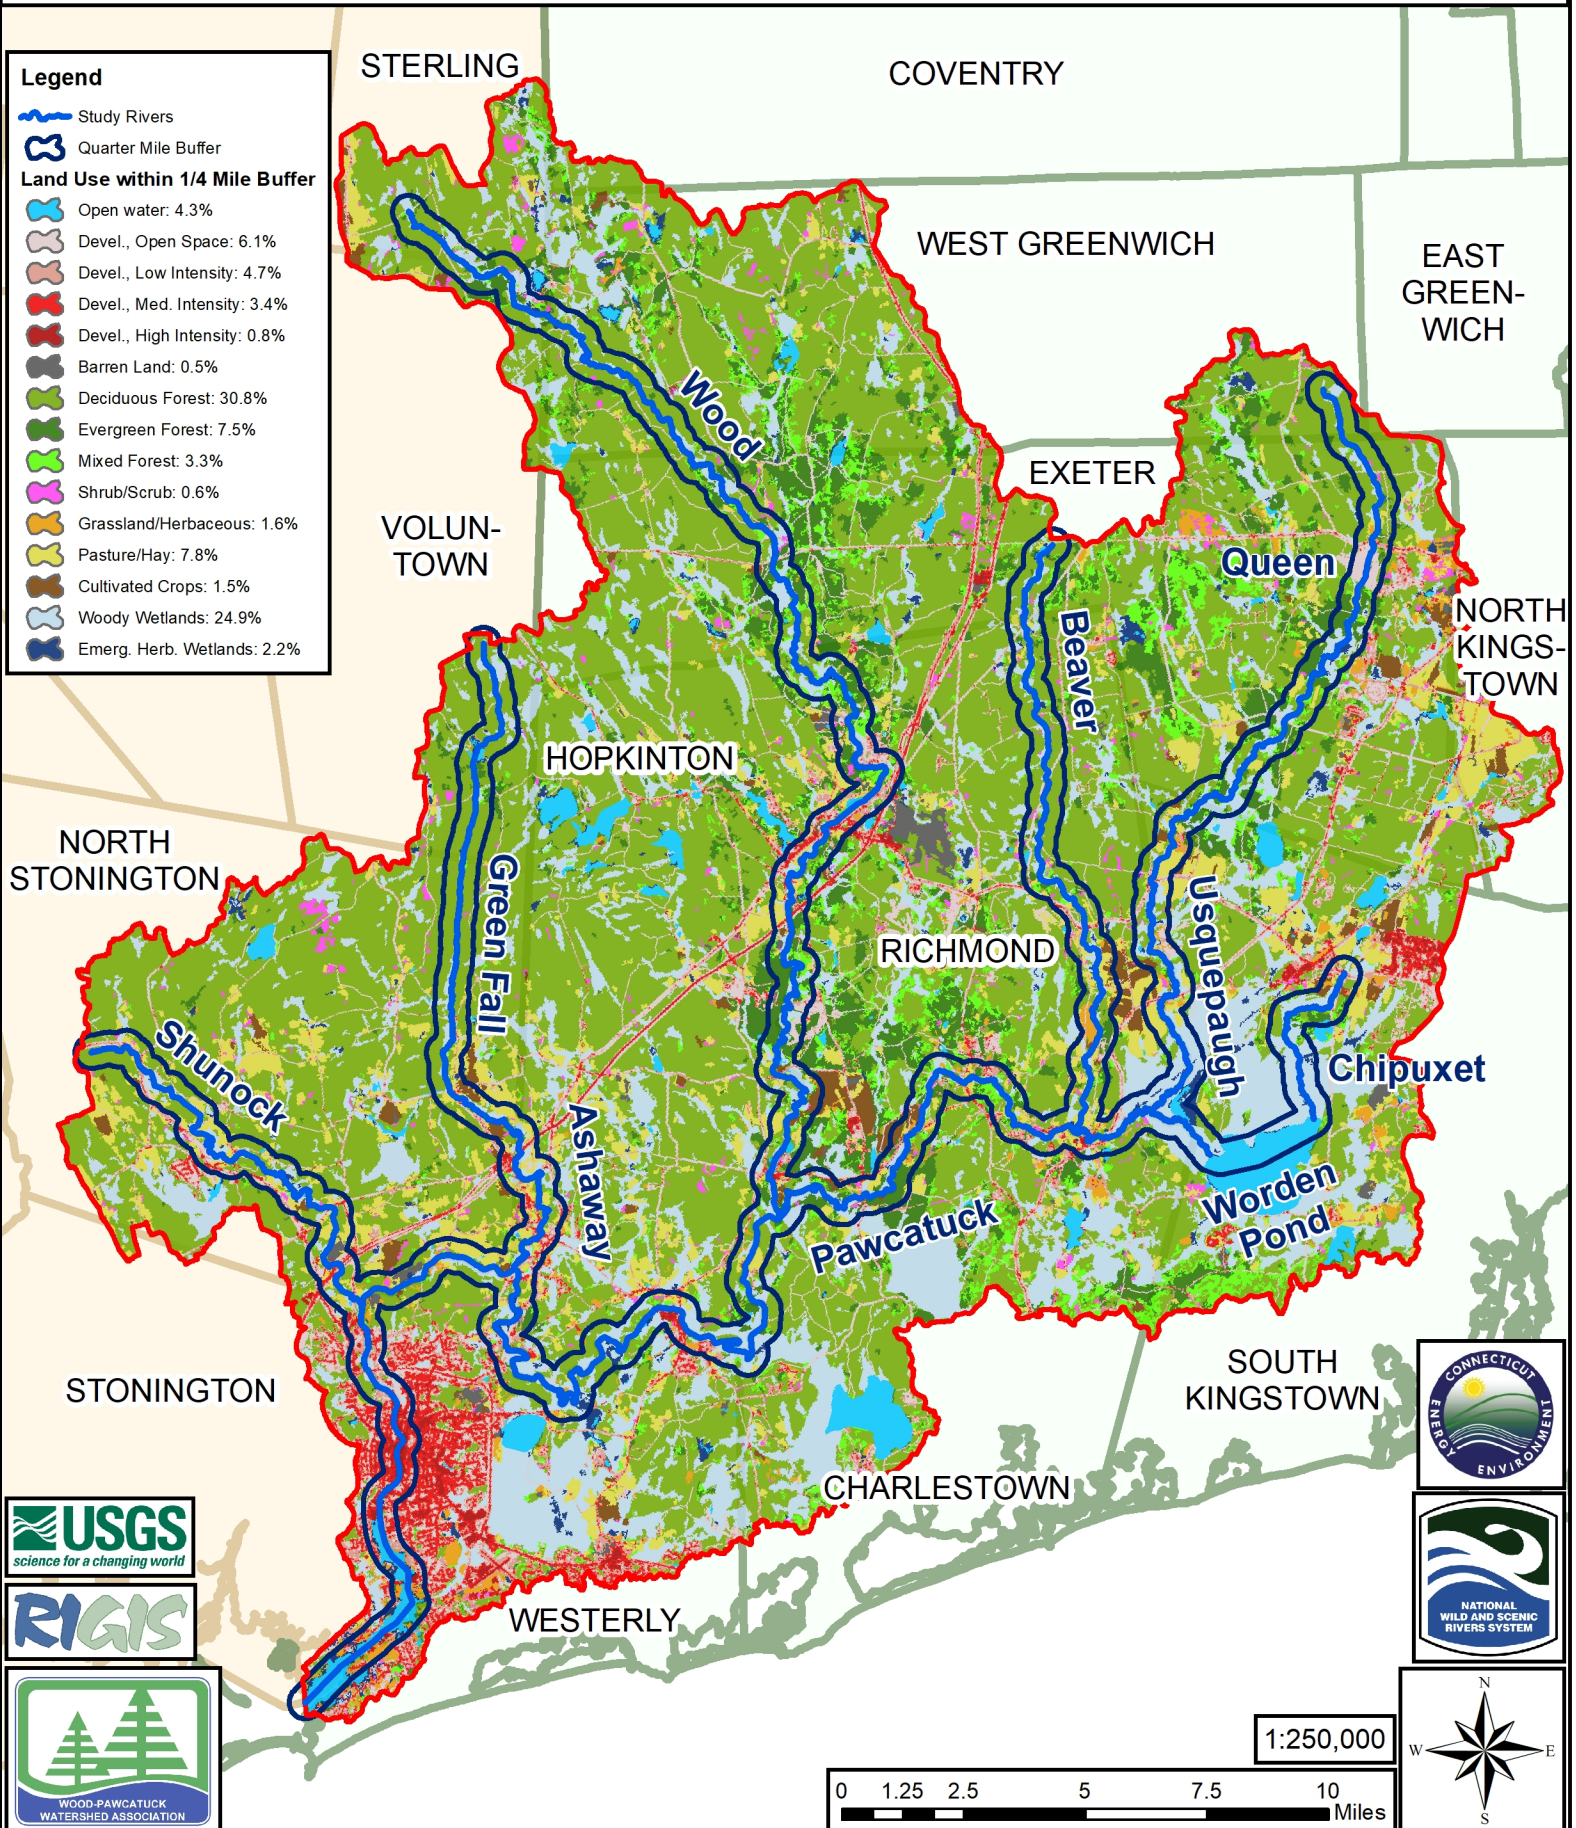 Legend
Study Rivers
Quarter Mile Buffer
Land Use within 1/4 Mile Buffer
Open water: 4.3%
Devel., Open Space: 6.1%
Devel., Low Intensity: 4.7%
Devel., Med. Intensity: 3.4%
Devel., High Intensity: 0.8%
Barren Land: 0.5%
Deciduous Forest: 30.8%
Evergreen Forest: 7.5%
Mixed Forest: 3.3%
Shrub/Scrub: 0.6%
Grassland/Herbaceous: 1.6%
Pasture/Hay: 7.8%
Cultivated Crops: 1.5%
Woody Wetlands: 24.9%
Emerg. Herb. Wetlands: 2.2%
STERLING
COVENTRY
WEST GREENWICH
EAST
GREEN-
WICH
Wood
EXETER
VOLUN-
TOWN
Queen
Beaver
NORTH
KINGS-
TOWN
HOPKINTON
NORTH
STONINGTON
Green Fall
Usquepaugh
RICHMOND
Shunock
Chipuxet
Ashaway
Worden
Pond
Pawcatuck
STONINGTON
SOUTH
KINGSTOWN
CHARLESTOWN
WESTERLY
USGS
science for a changing world
RIGIS
WOOD-PAWCATUCK
WATERSHED ASSOCIATION
CONNECTICUT
ENERGY
ENVIRONMENT
NATIONAL
WILD AND SCENIC
RIVERS SYSTEM
N
W E
S
1:250,000
0 1.25 2.5 5 7.5 10
Miles